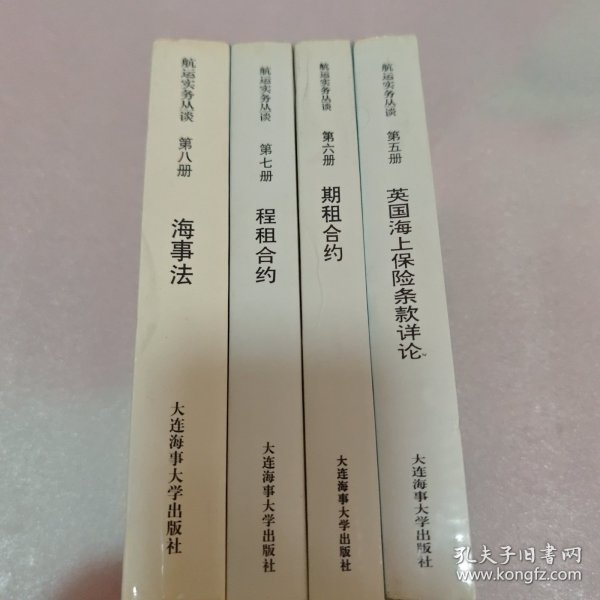 航运实务丛谈
第八册
海事法
大连海事大学出版社
航运实务丛谈
第七册
程租合约
大连海事大学出版社
航运实务丛谈
第六册
期租合约
大连海事大学出版社
航运实务丛谈
第五册
英国海上保险条款详论
大连海事大学出版社
孔夫子旧书网
www.kongfz.com